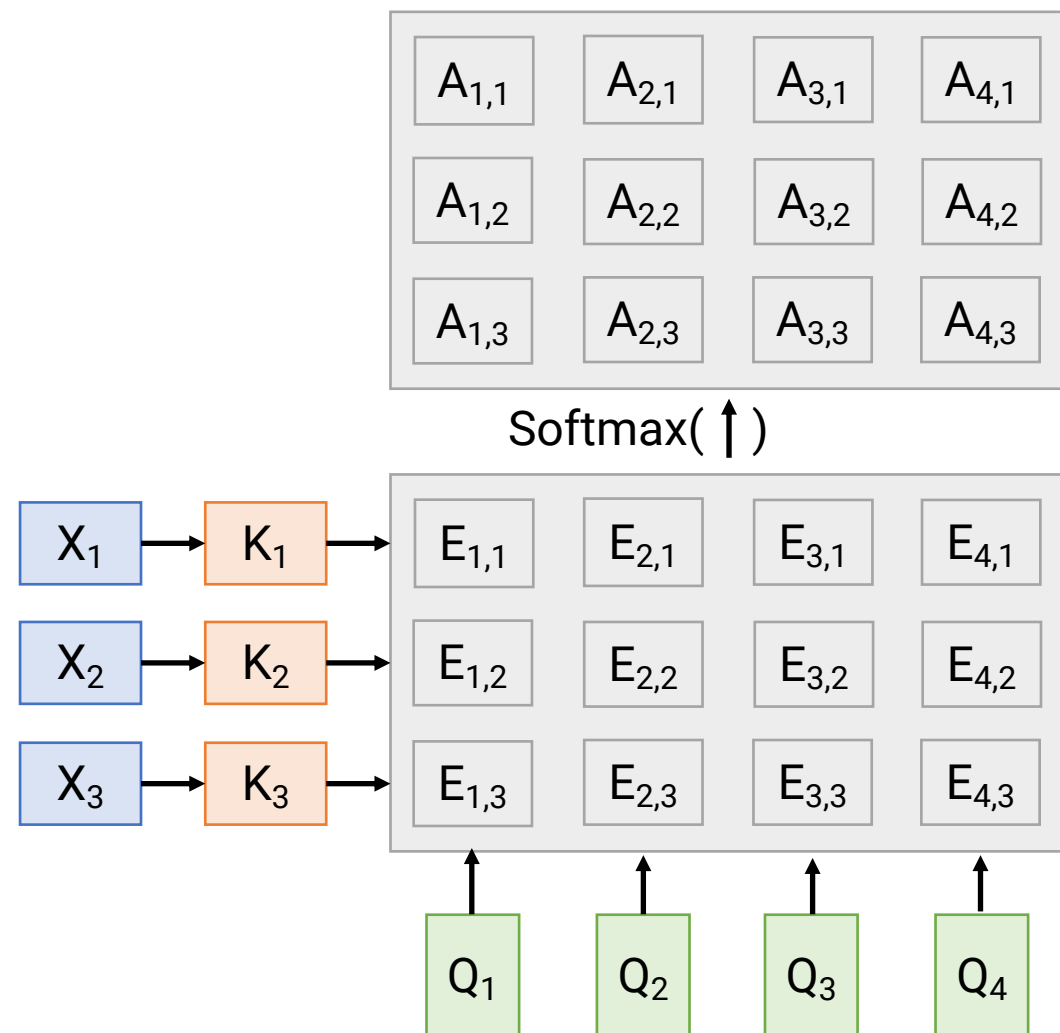 A1,1 A2,1 A3,1 A4,1
A1,2 A2,2 A3,2 A4,2
A1,3 A2,3 A3,3 A4,3
Softmax( ↑ )
X1 K1 E1,1 E2,1 E3,1 E4,1
X2 K2 E1,2 E2,2 E3,2 E4,2
X3 K3 E1,3 E2,3 E3,3 E4,3
Q1 Q2 Q3 Q4